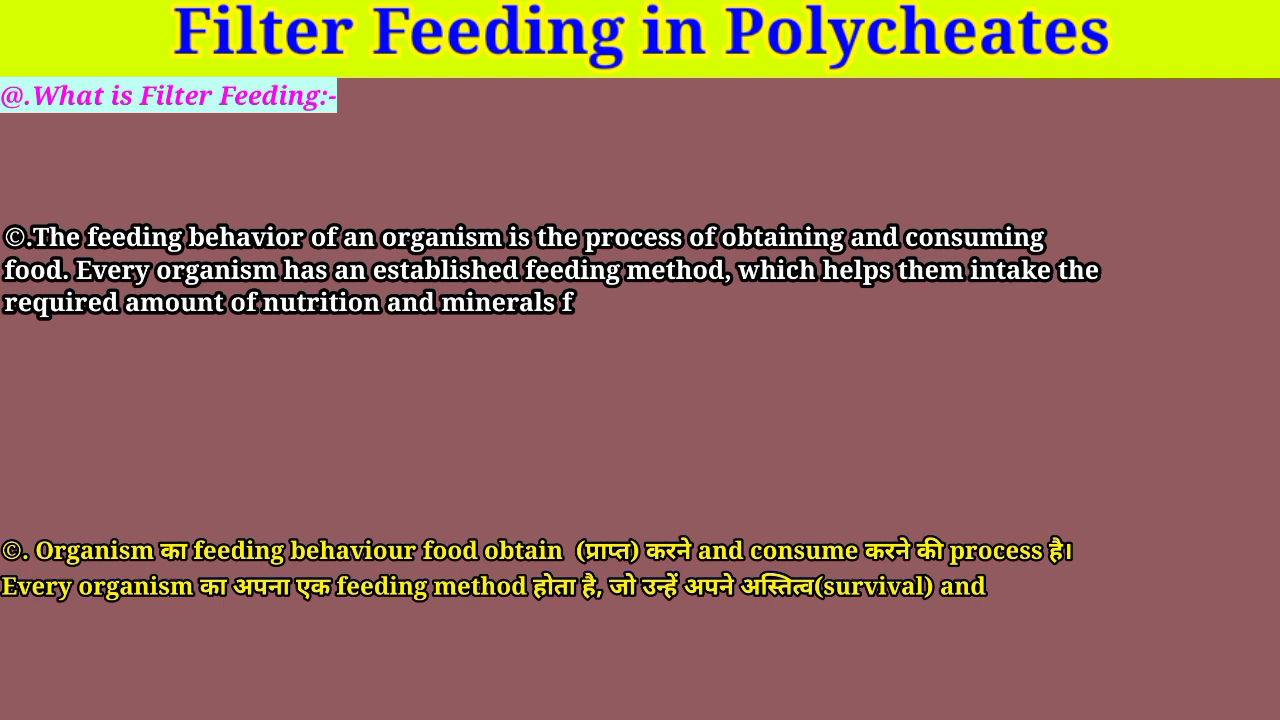 Filter Feeding in Polycheates
@.What is Filter Feeding:-
©.The feeding behavior of an organism is the process of obtaining and consuming
food. Every organism has an established feeding method, which helps them intake the
required amount of nutrition and minerals f
©. Organism का feeding behaviour food obtain (प्राप्त) करने and consume करने की process है।
Every organism का अपना एक feeding method होता है, जो उन्हें अपने अस्तित्व(survival) and